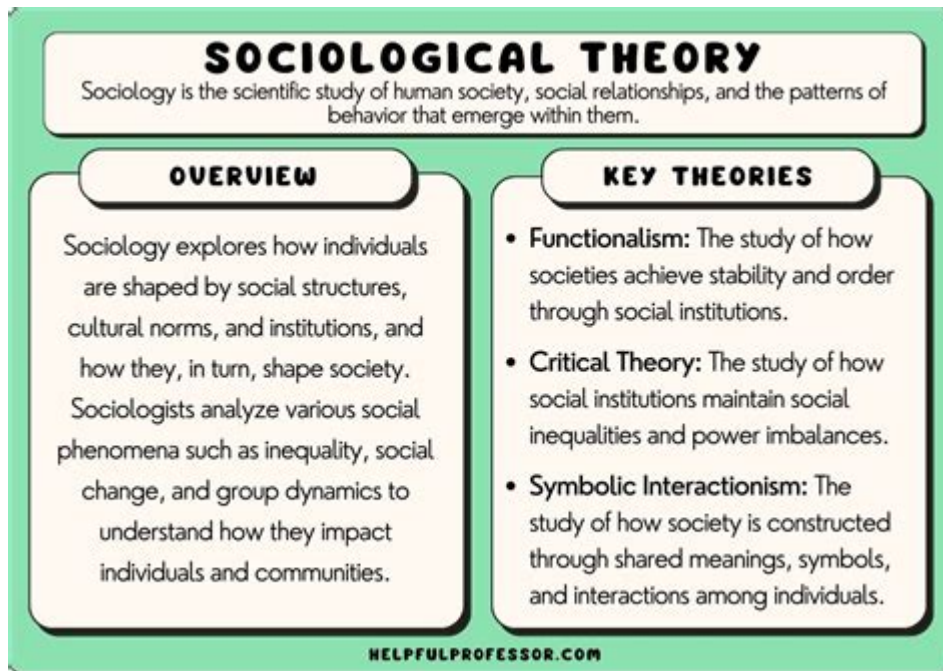 SOCIOLOGICAL THEORY
Sociology is the scientific study of human society, social relationships, and the patterns of
behavior that emerge within them.
OVERVIEW
Sociology explores how individuals
are shaped by social structures,
cultural norms, and institutions, and
how they, in turn, shape society.
Sociologists analyze various social
phenomena such as inequality, social
change, and group dynamics to
understand how they impact
individuals and communities.
KEY THEORIES
• Functionalism: The study of how
societies achieve stability and order
through social institutions.
• Critical Theory: The study of how
social institutions maintain social
inequalities and power imbalances.
• Symbolic Interactionism: The
study of how society is constructed
through shared meanings, symbols,
and interactions among individuals.
HELPFULPROFESSOR.COM